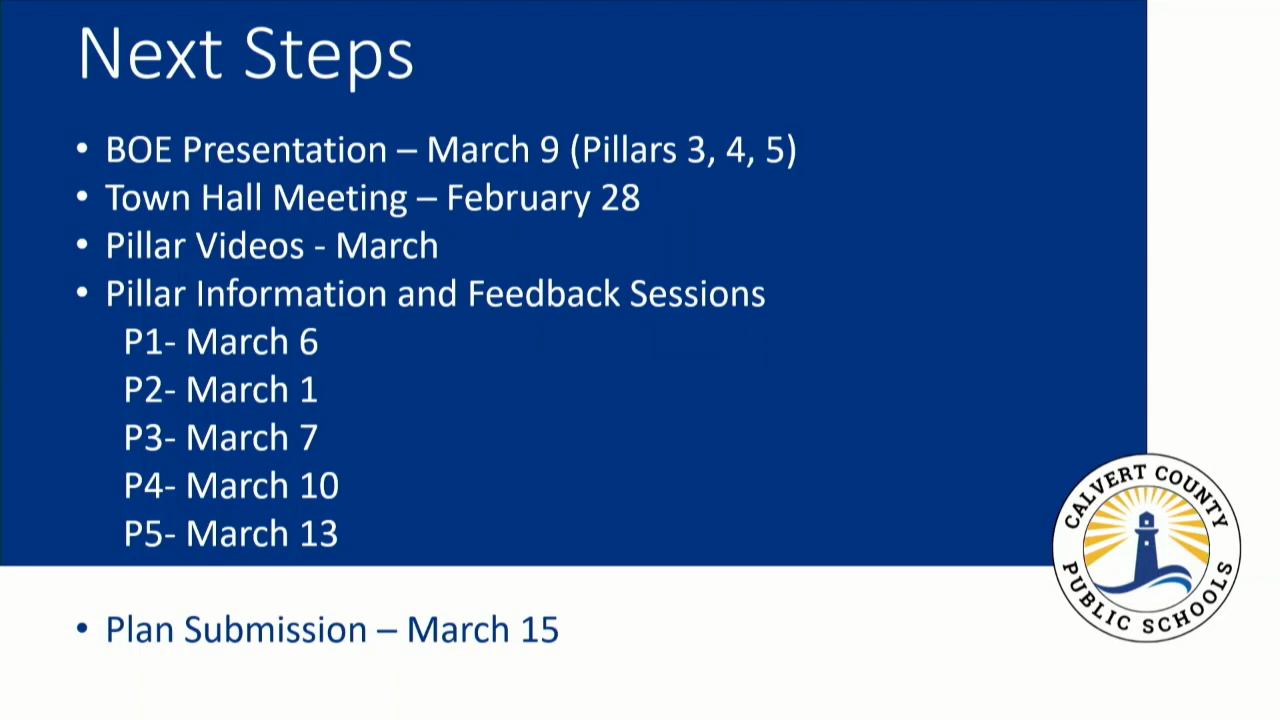 Next Steps
• BOE Presentation – March 9 (Pillars 3, 4, 5)
• Town Hall Meeting – February 28
• Pillar Videos - March
• Pillar Information and Feedback Sessions
P1- March 6
P2- March 1
P3- March 7
P4- March 10
P5- March 13
• Plan Submission – March 15
CALVERT COUNTY
PUBLIC SCHOOLS